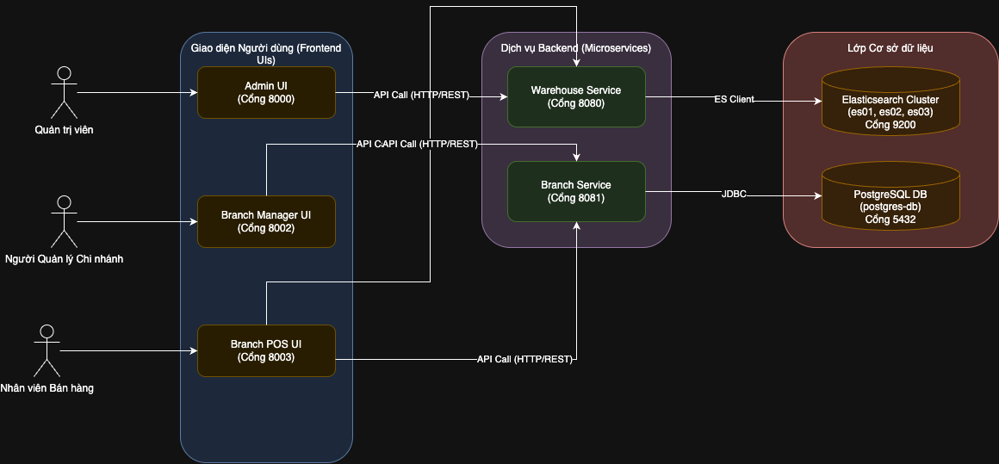 Giao diện Người dùng (Frontend
UIs)
Dịch vụ Backend (Microservices)
Lớp Cơ sở dữ liệu
Admin UI
(Cổng 8000)
API Call (HTTP/REST)
Warehouse Service
(Cổng 8080)
ES Client
Elasticsearch Cluster
(es01, es02, es03)
Cổng 9200
Quản trị viên
API C
API Call (HTTP/REST)
Branch Service
(Cổng 8081)
JDBC
PostgreSQL DB
(postgres-db)
Cổng 5432
Branch Manager UI
(Cổng 8002)
Người Quản lý Chi nhánh
Branch POS UI
(Cổng 8003)
API Call (HTTP/REST)
Nhân viên Bán hàng